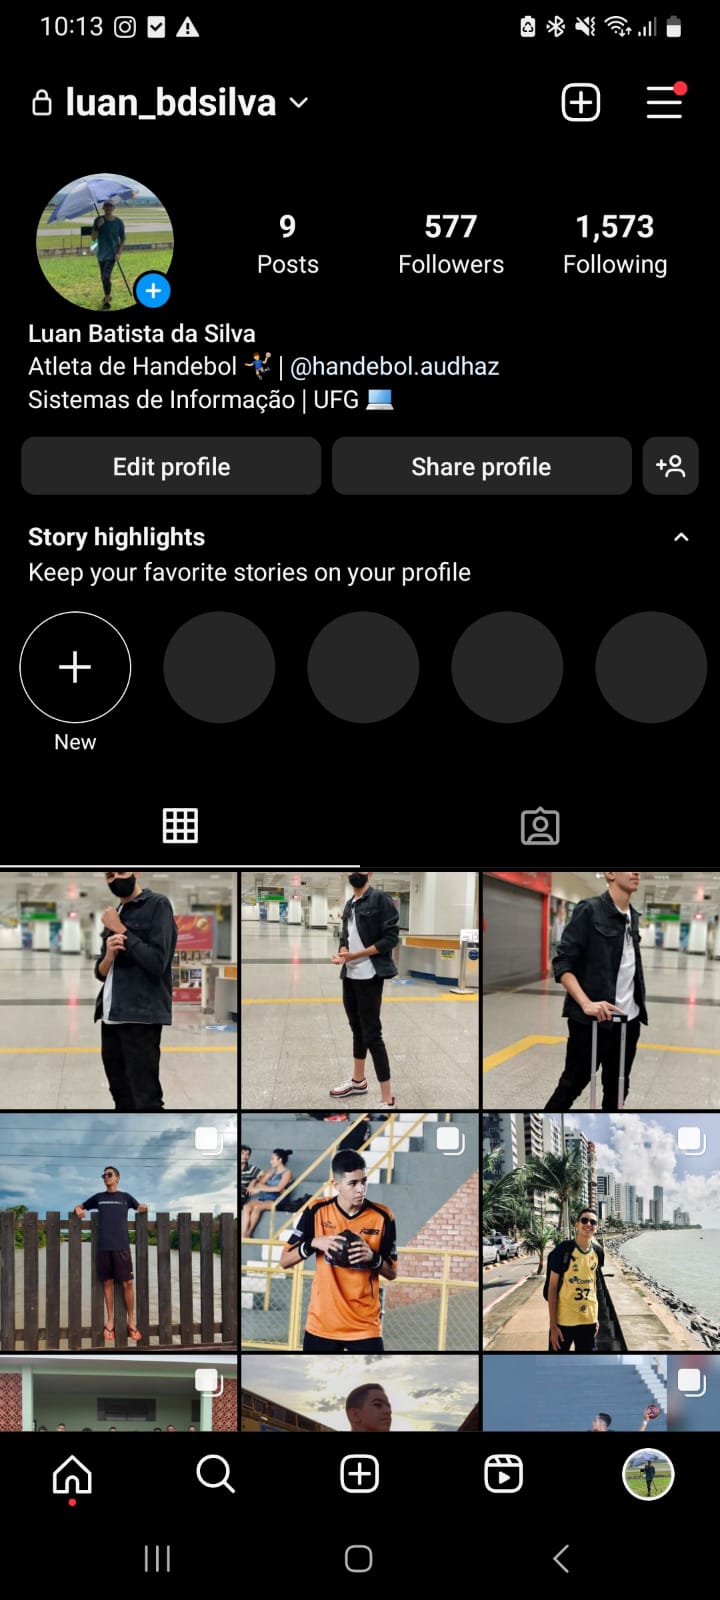 10:13
luan_bdsilva
9
577
1,573
Posts
Followers
Following
Luan Batista da Silva
Atleta de Handebol 🤾‍♂️ | @handebol.audhaz
Sistemas de Informação | UFG 💻
Edit profile
Share profile
Story highlights
Keep your favorite stories on your profile
New
37